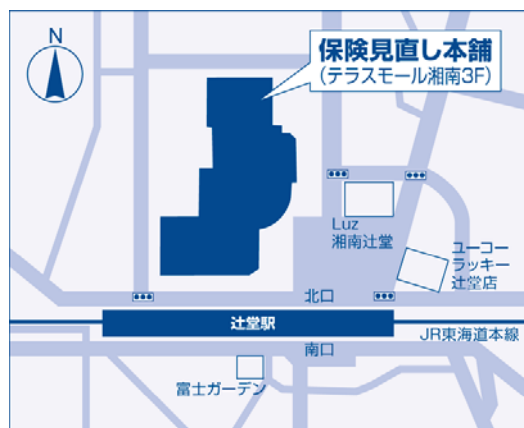 N
保険見直し本舗
（テラスモール湘南3F）
Luz
湘南辻堂
ユーコー
ラッキー
辻堂店
北口
辻堂駅
JR東海道本線
南口
富士ガーデン